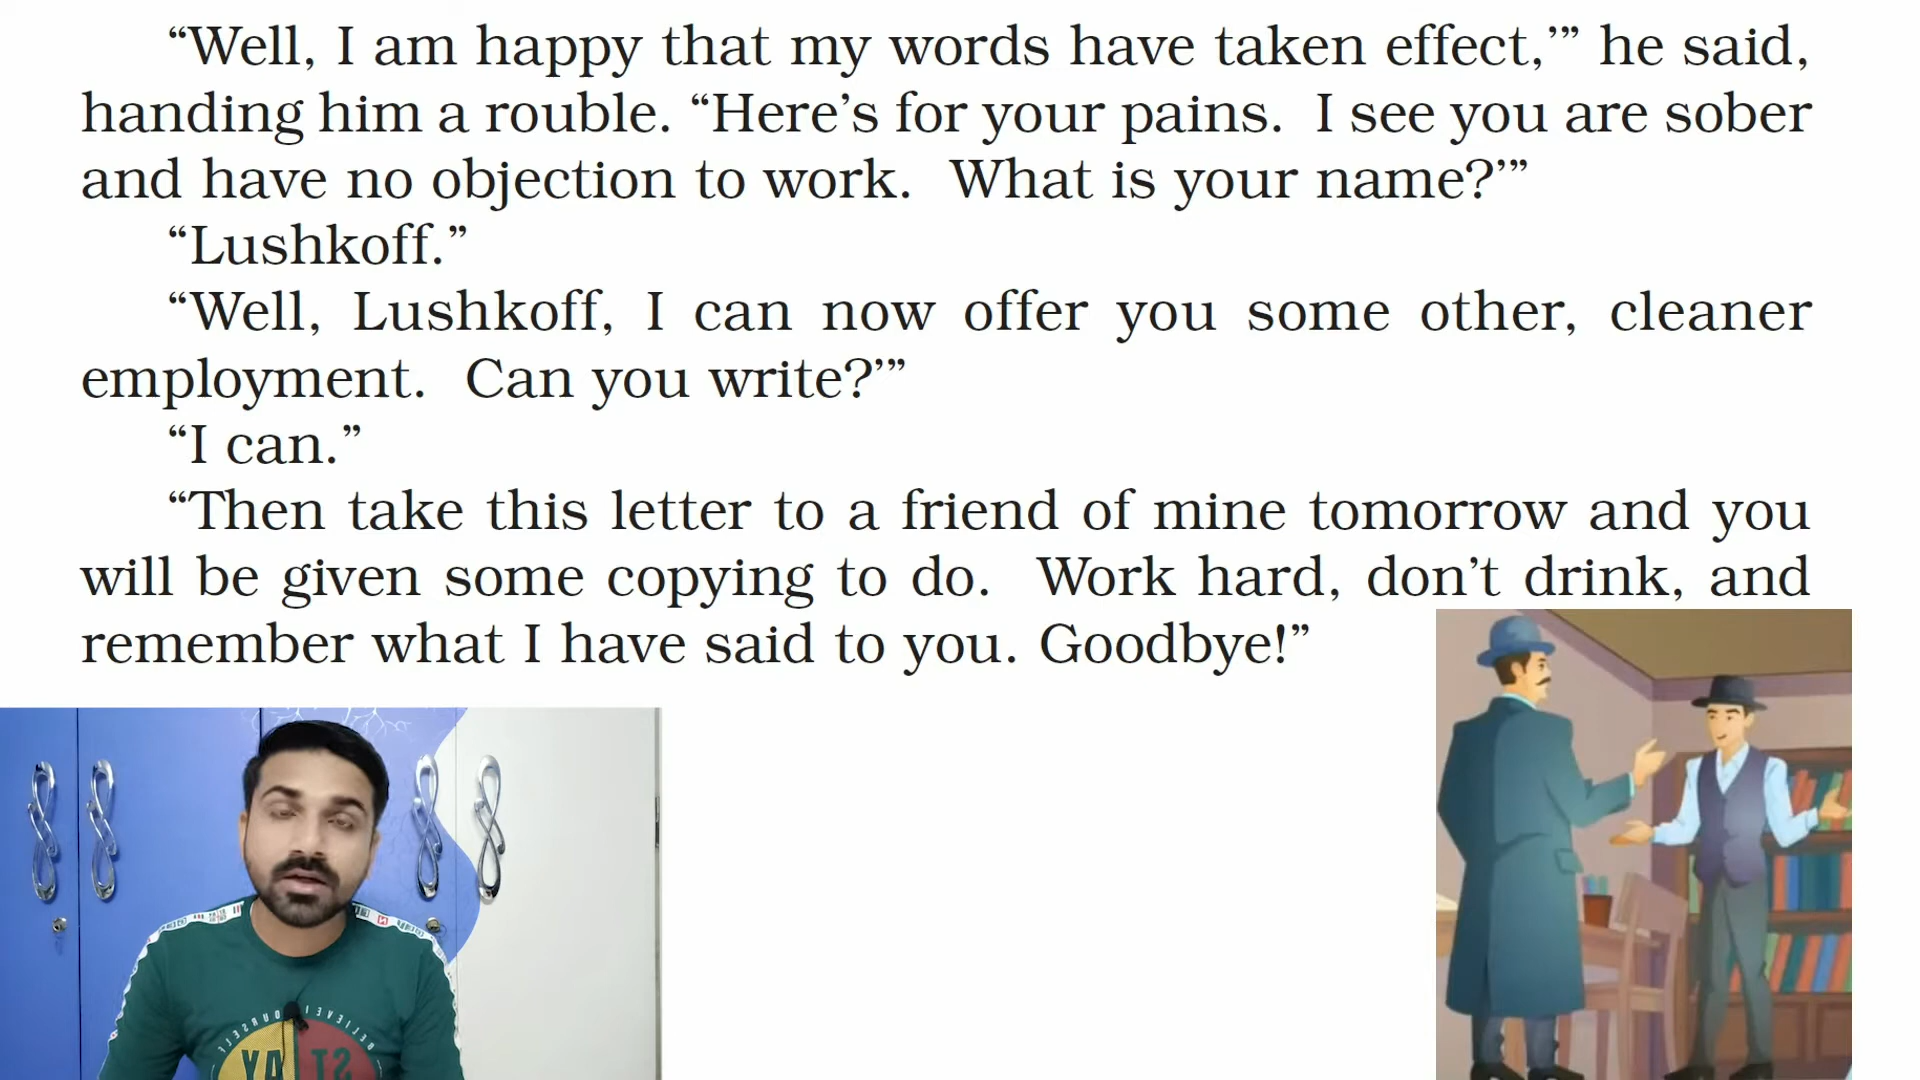 “Well, I am happy that my words have taken effect,’” he said,
handing him a rouble. “Here’s for your pains. I see you are sober
and have no objection to work. What is your name?’”
“Lushkoff.”
“Well, Lushkoff, I can now offer you some other, cleaner
employment. Can you write?’”
“I can.”
“Then take this letter to a friend of mine tomorrow and you
will be given some copying to do. Work hard, don’t drink, and
remember what I have said to you. Goodbye!”
BELIEVE I
OURSELF
STAY